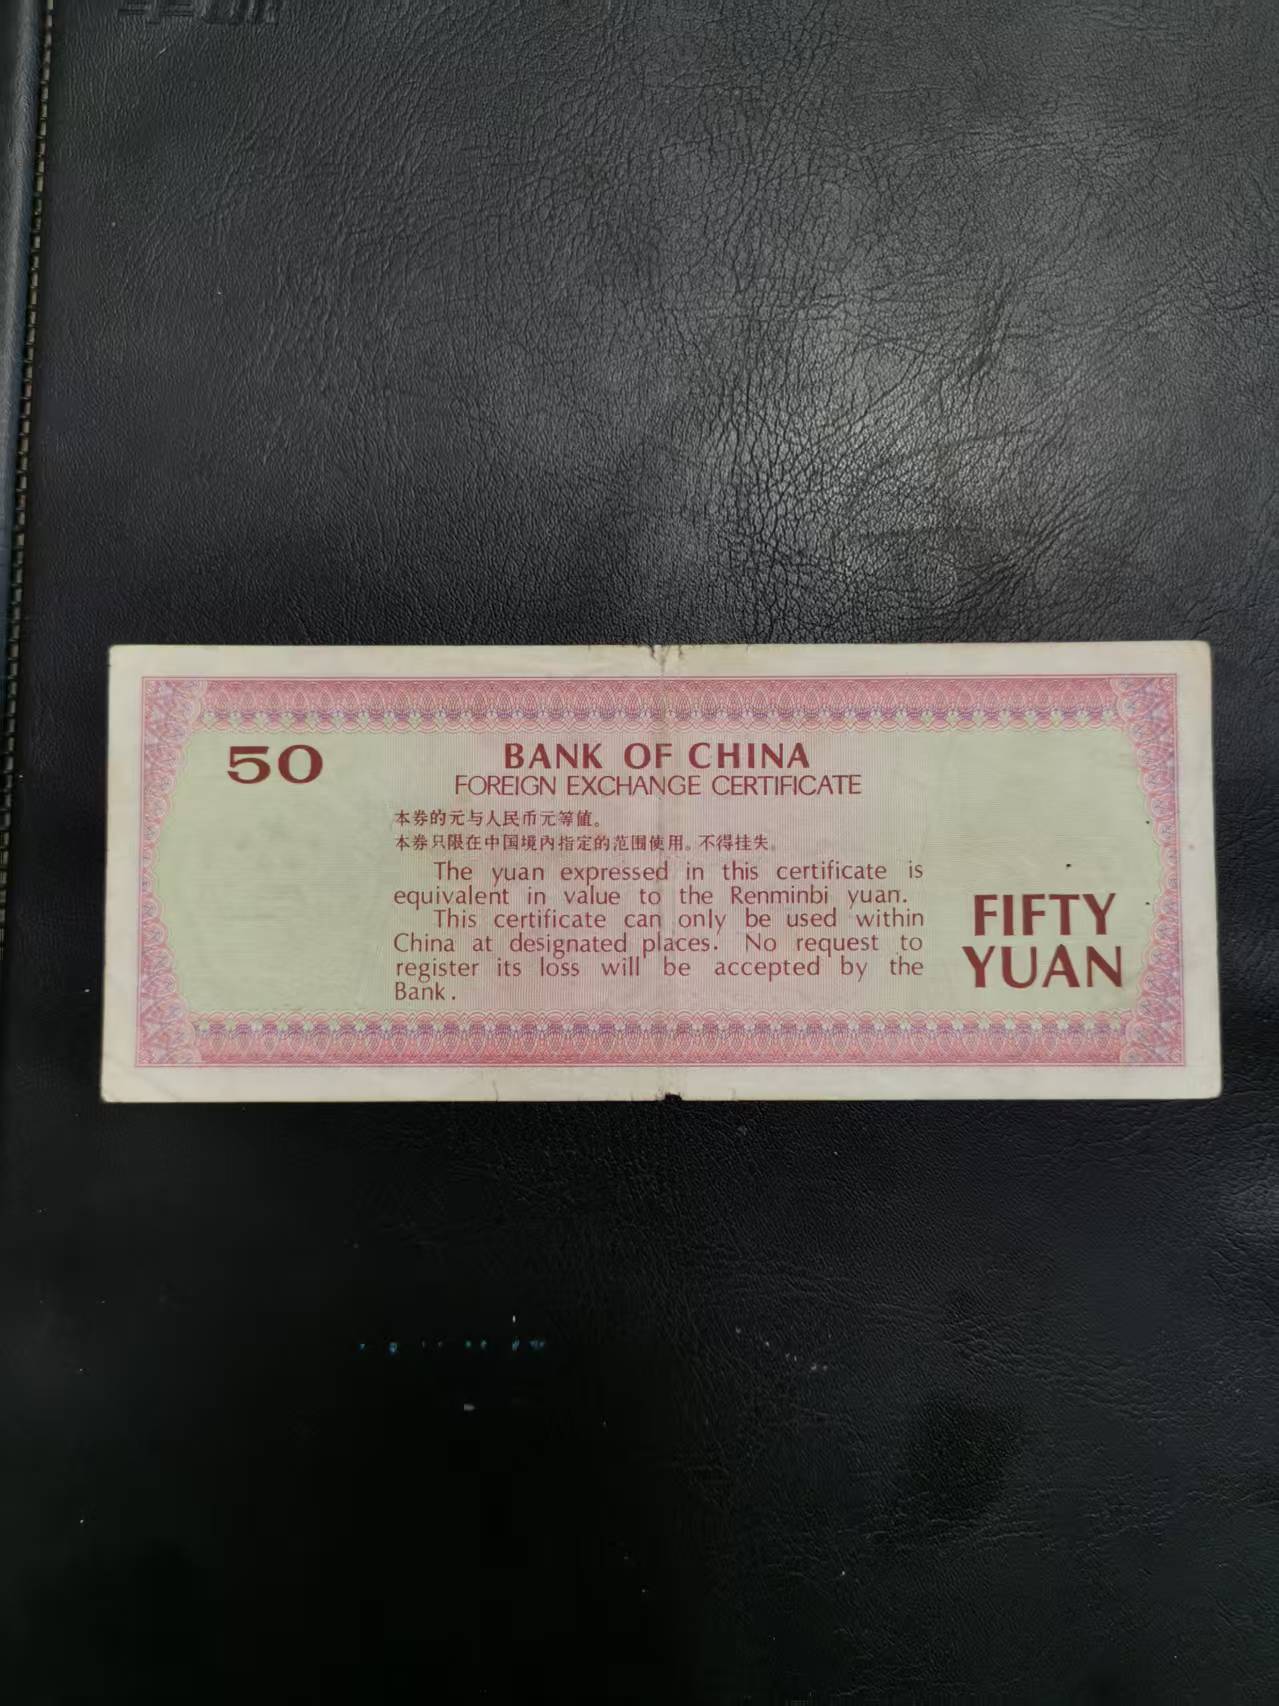 50
BANK OF CHINA
FOREIGN EXCHANGE CERTIFICATE
本券的元与人民币元等值。
本券只限在中国境内指定的范围使用。不得挂失。
The yuan expressed in this certificate is
equivalent in value to the Renminbi yuan.
This certificate can only be used within
China at designated places. No request to
register its loss will be accepted by the
Bank.
FIFTY
YUAN